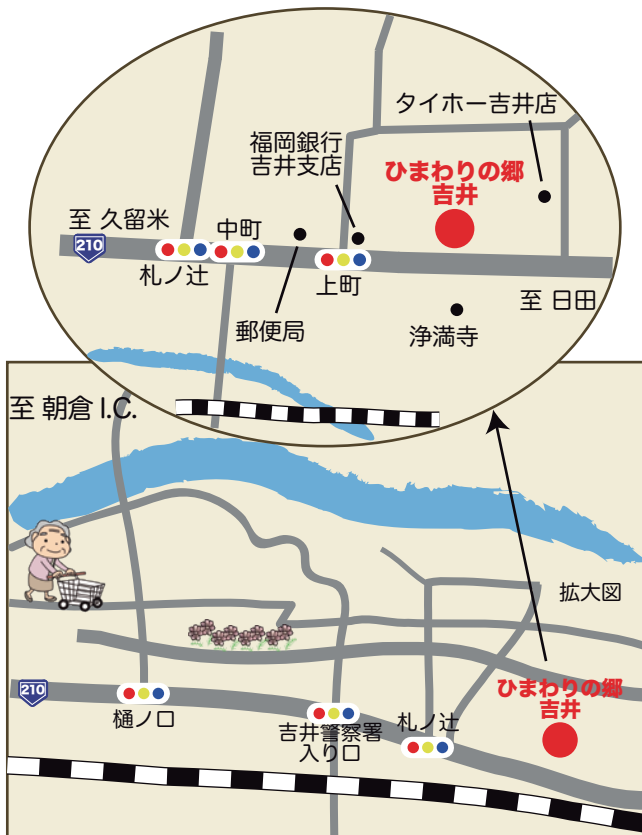 タイホー吉井店
福岡銀行
吉井支店
ひまわりの郷
吉井
至 久留米
中町
210
札ノ辻
上町
至 日田
郵便局
浄満寺
至 朝倉 I.C.
拡大図
ひまわりの郷
吉井
210
樋ノ口
吉井警察署
入り口
札ノ辻